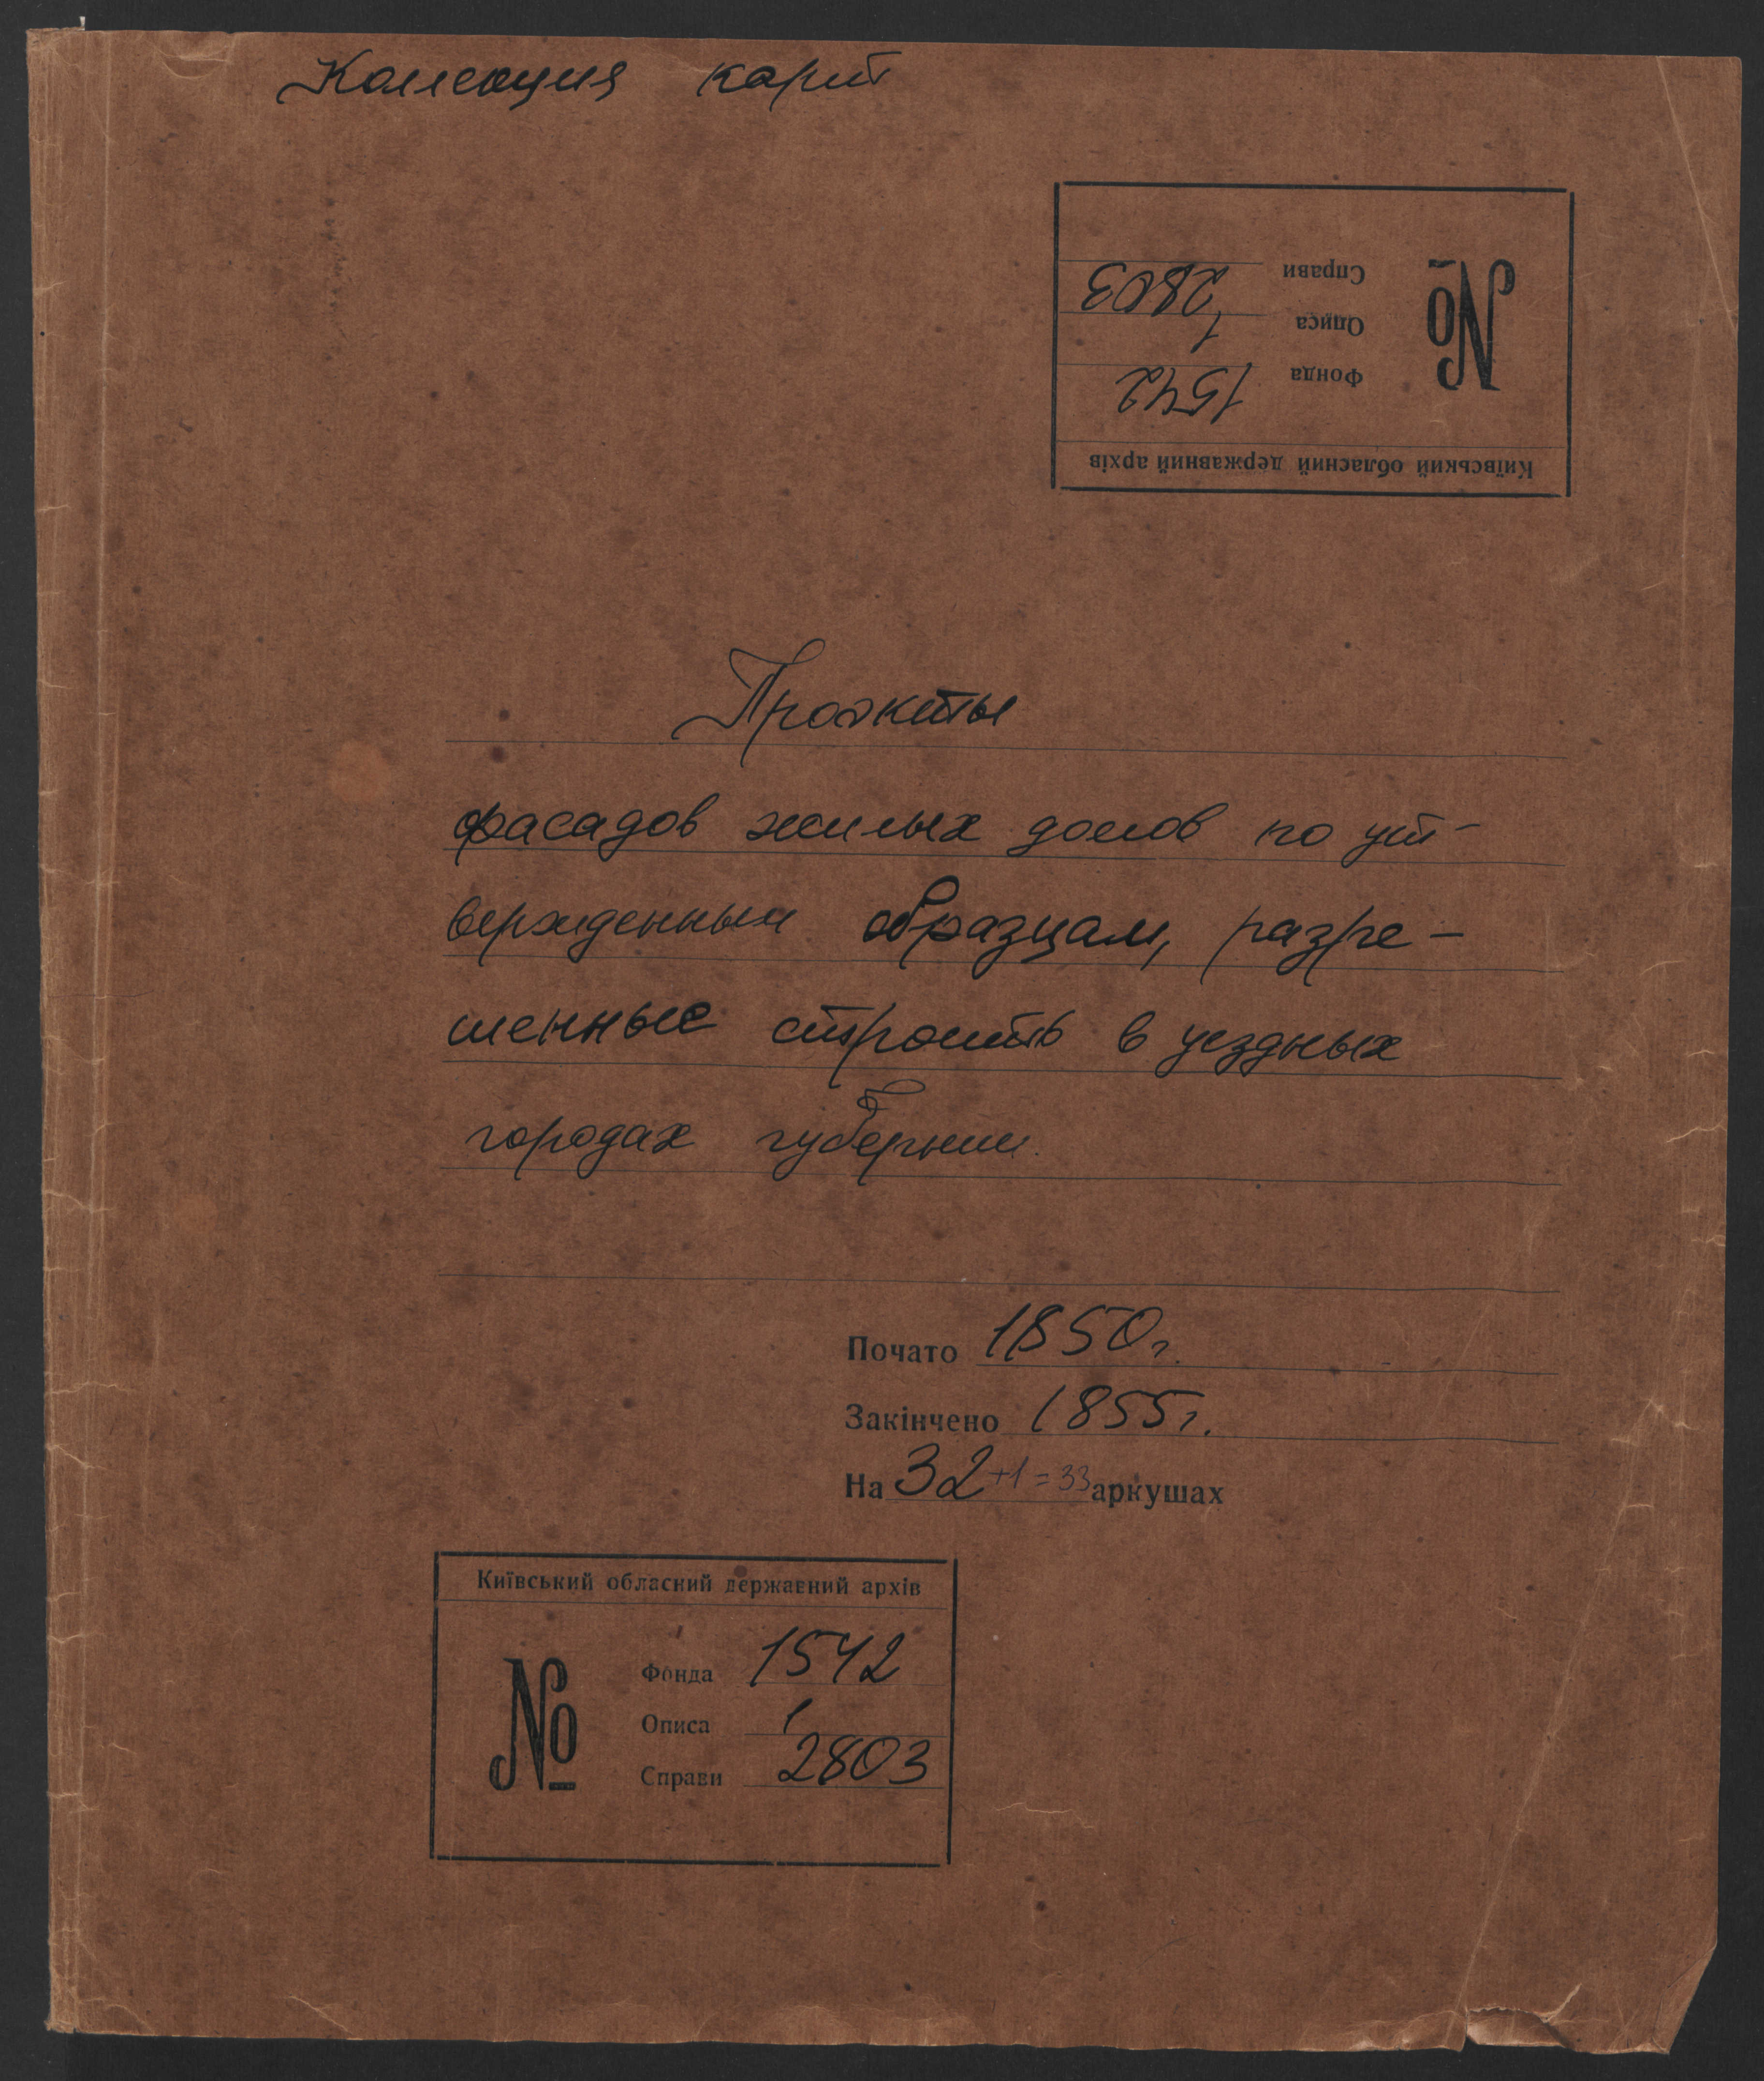 Коллекция карт
Київський обласний державний архів
№
Фонда 1542
Описа 1
Справи 2803
Проэкты
фасадов жилых домов по ут-
вержденным образцам, разре-
шенные строить в уездных
городах губернии.
Почато 1850 г.
Закінчено 1855 г.
На 32 +1=33 аркушах
Київський обласний державний архів
№
Фонда 1542
Описа 1
Справи 2803